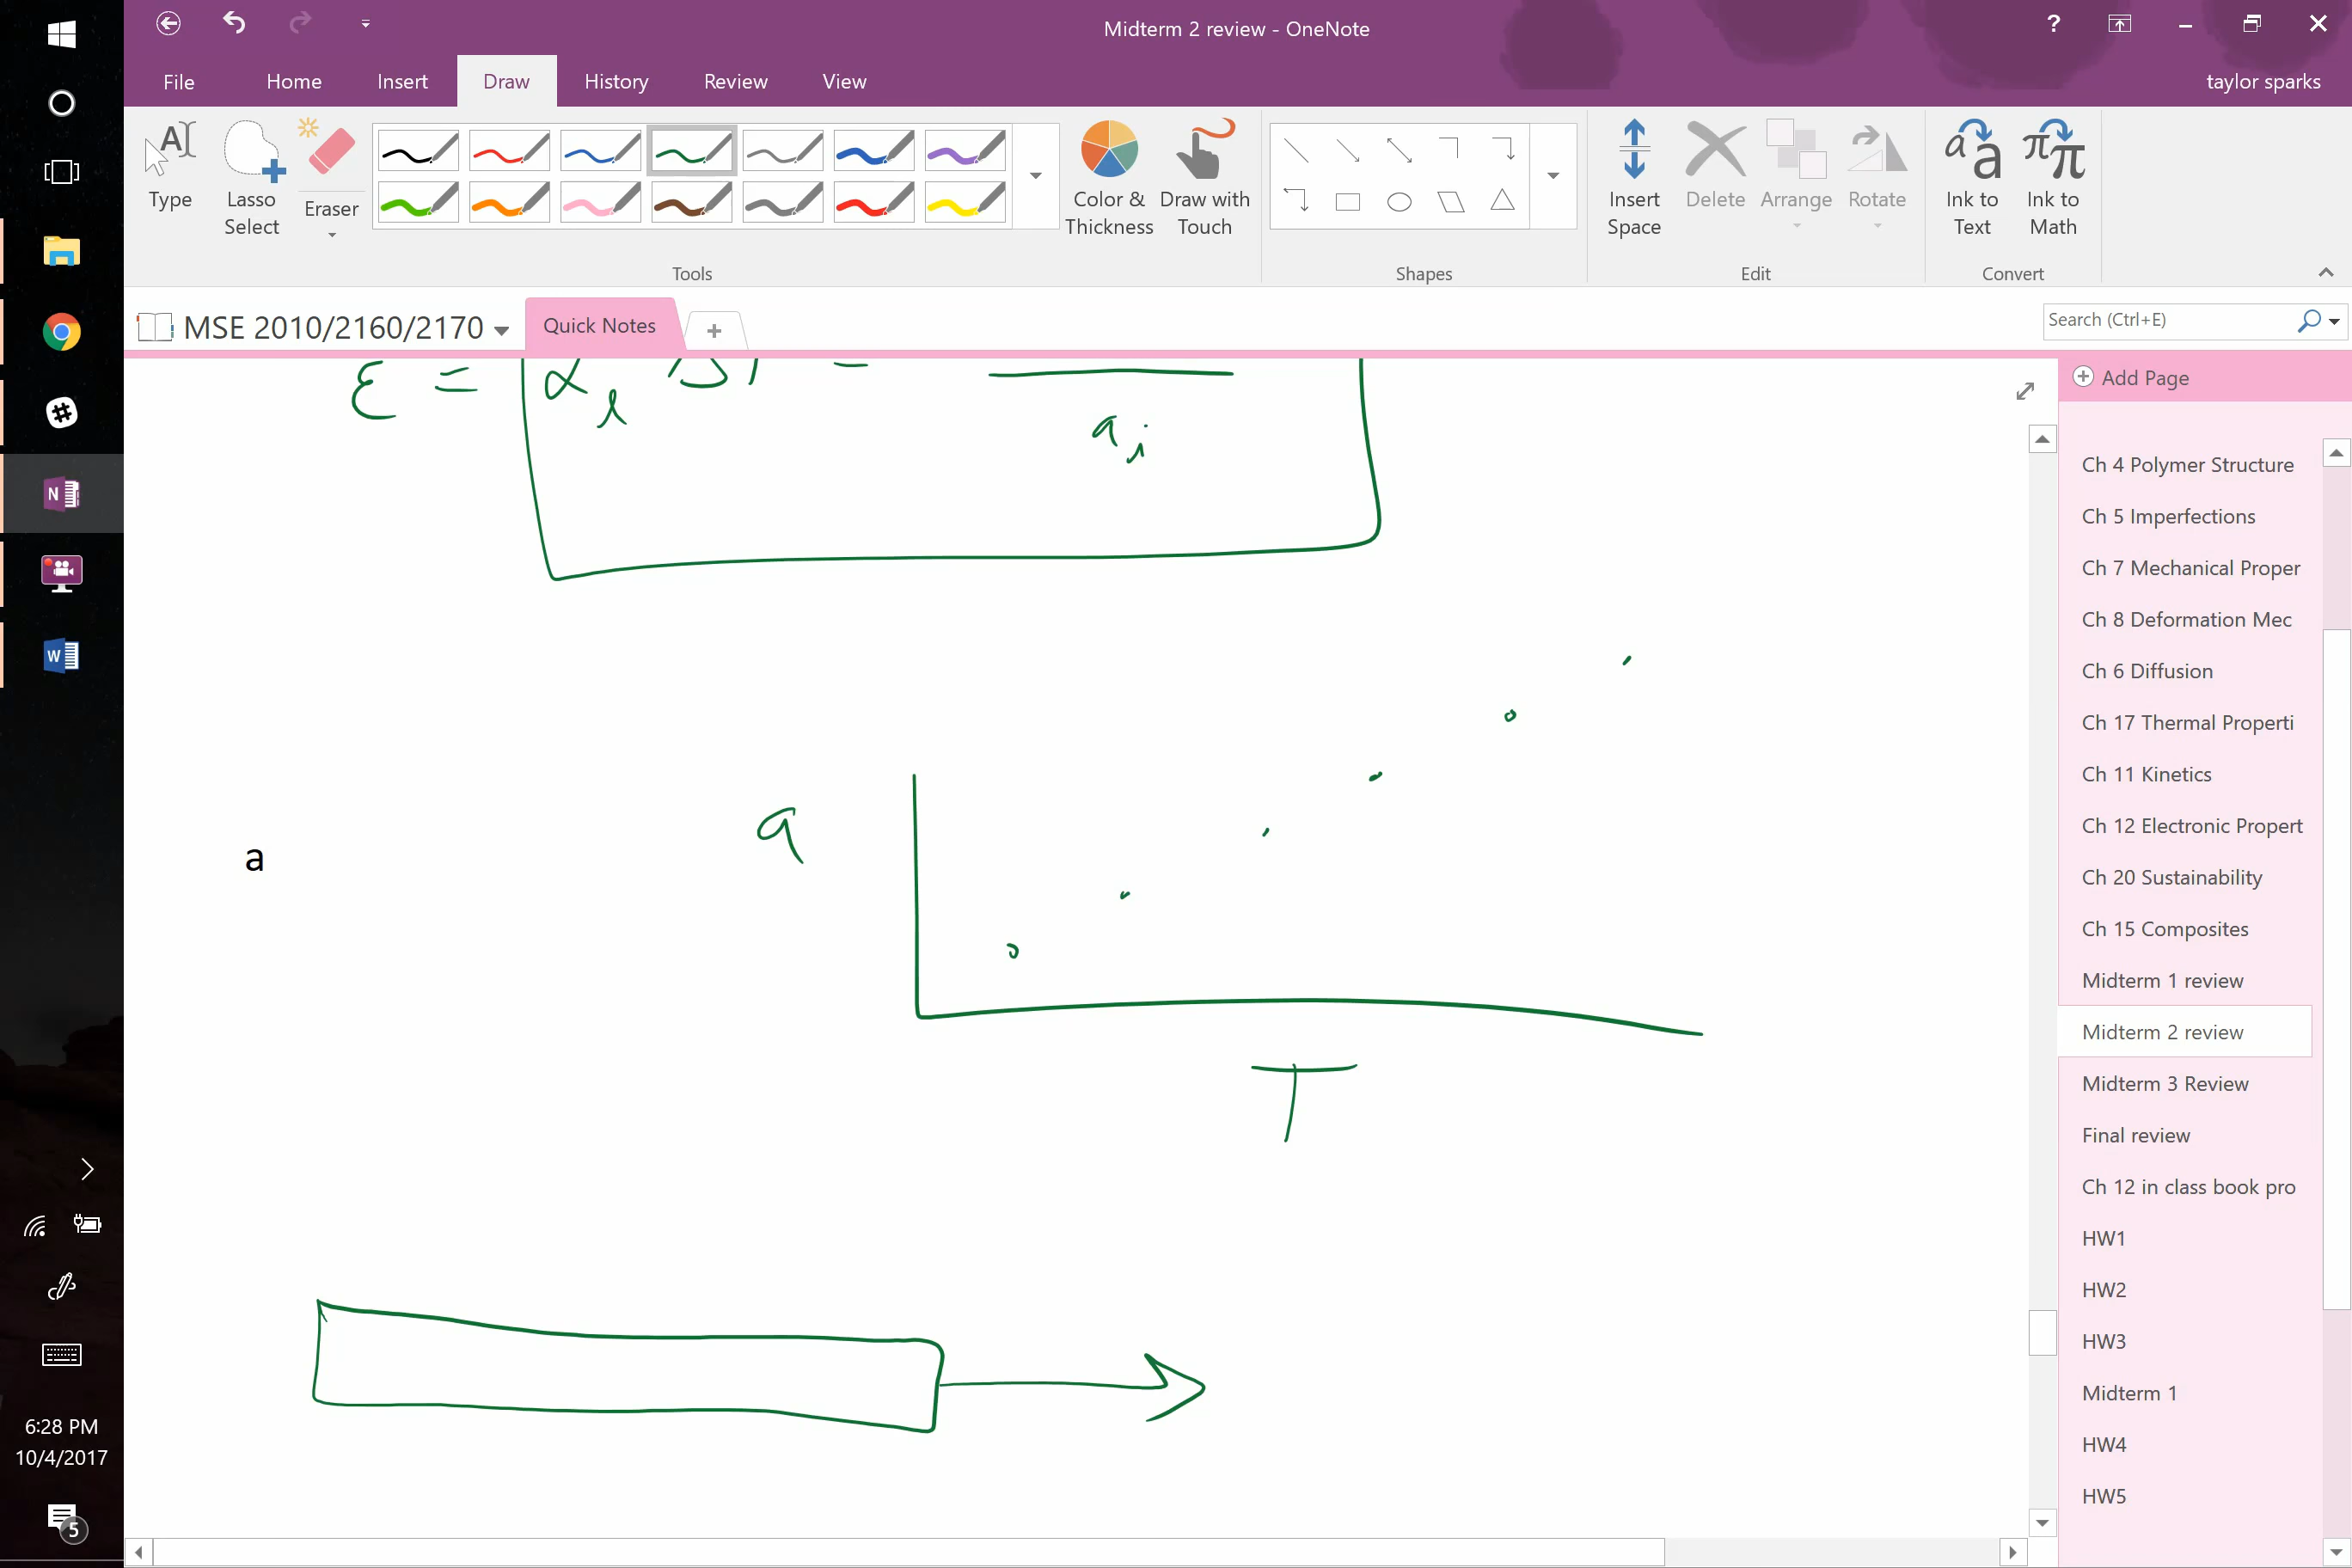 Midterm 2 review - OneNote
?
File Home Insert Draw History Review View
taylor sparks
Type
Lasso Select
Eraser
Color & Thickness
Draw with Touch
Insert Space
Delete
Arrange
Rotate
Ink to Text
Ink to Math
Tools
Shapes
Edit
Convert
MSE 2010/2160/2170
Quick Notes
+
Search (Ctrl+E)
ε = α l ΔT =
a i
a
a
T
Add Page
Ch 4 Polymer Structure
Ch 5 Imperfections
Ch 7 Mechanical Proper
Ch 8 Deformation Mec
Ch 6 Diffusion
Ch 17 Thermal Properti
Ch 11 Kinetics
Ch 12 Electronic Propert
Ch 20 Sustainability
Ch 15 Composites
Midterm 1 review
Midterm 2 review
Midterm 3 Review
Final review
Ch 12 in class book pro
HW1
HW2
HW3
Midterm 1
HW4
HW5
6:28 PM
10/4/2017
5